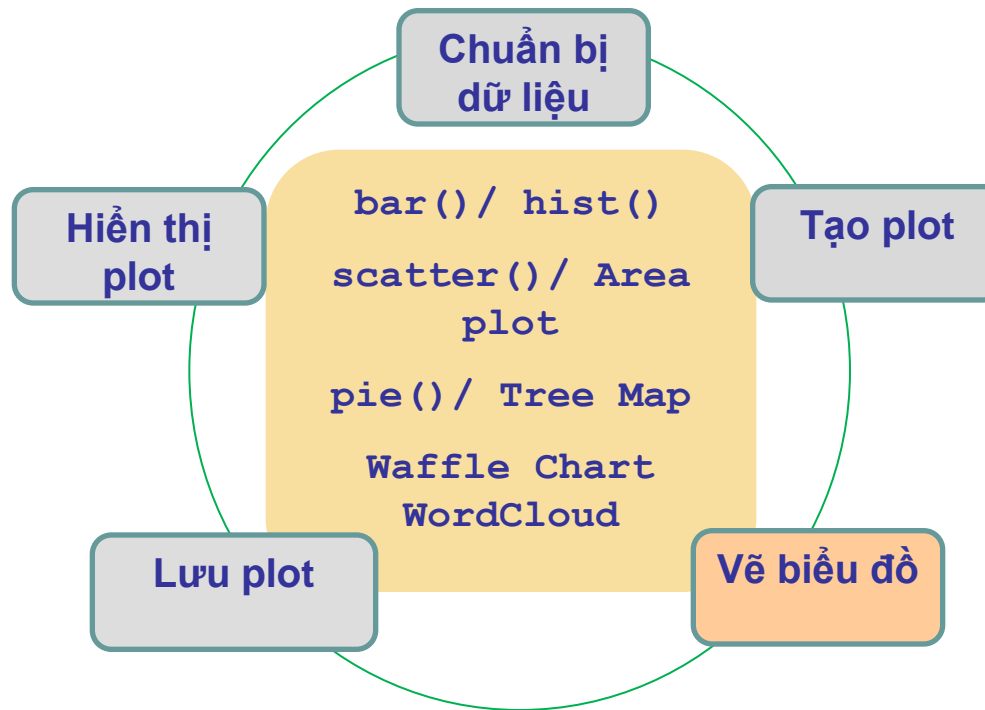 Chuẩn bị
dữ liệu
Hiển thị
plot
Tạo plot
bar()/ hist()
scatter()/ Area
plot
pie()/ Tree Map
Waffle Chart
WordCloud
Lưu plot
Vẽ biểu đồ